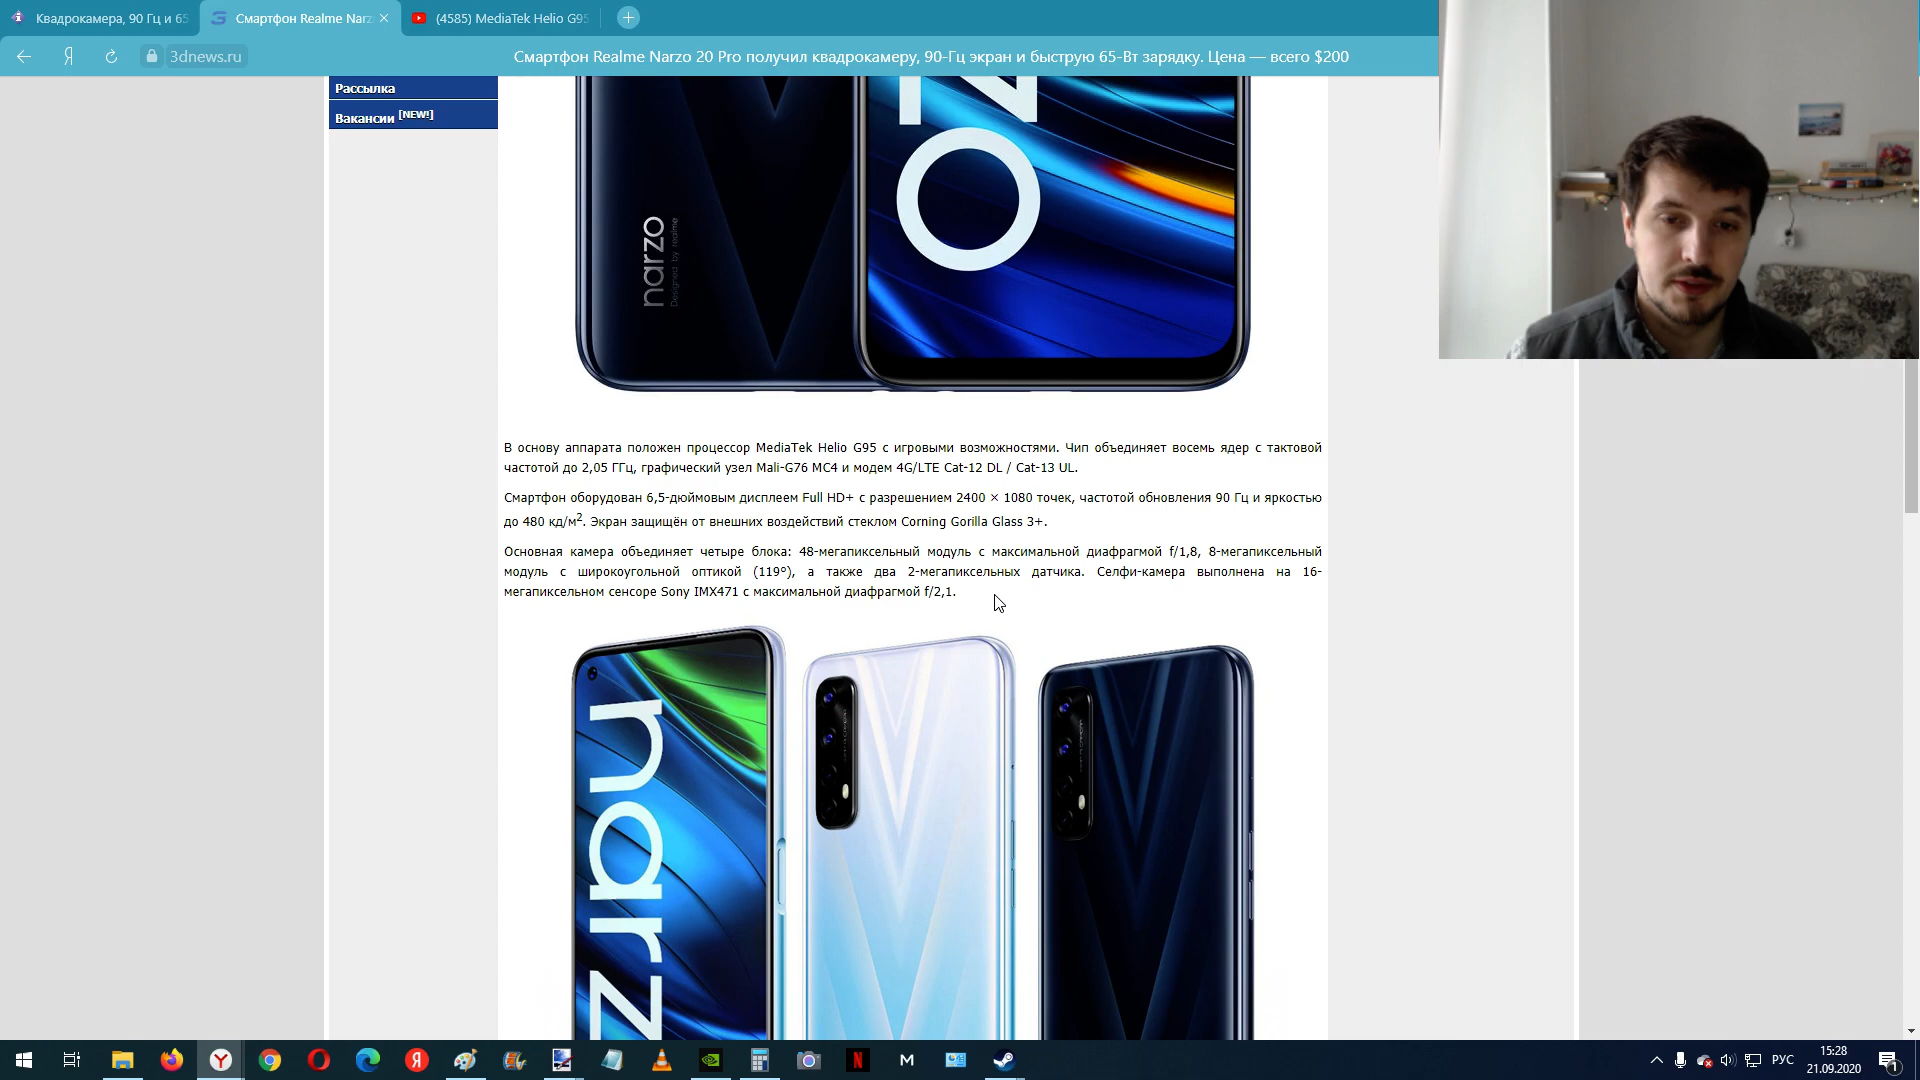 Квадрокамера, 90 Гц и 65
Смартфон Realme Narz
(4585) MediaTek Helio G95
3dnews.ru
Смартфон Realme Narzo 20 Pro получил квадрокамеру, 90-Гц экран и быструю 65-Вт зарядку. Цена — всего $200
Рассылка
Вакансии [NEW!]
narzo
Designed by realme
OZ
В основу аппарата положен процессор MediaTek Helio G95 с игровыми возможностями. Чип объединяет восемь ядер с тактовой
частотой до 2,05 ГГц, графический узел Mali-G76 MC4 и модем 4G/LTE Cat-12 DL / Cat-13 UL.
Смартфон оборудован 6,5-дюймовым дисплеем Full HD+ с разрешением 2400 × 1080 точек, частотой обновления 90 Гц и яркостью
до 480 кд/м². Экран защищён от внешних воздействий стеклом Corning Gorilla Glass 3+.
Основная камера объединяет четыре блока: 48-мегапиксельный модуль с максимальной диафрагмой f/1,8, 8-мегапиксельный
модуль с широкоугольной оптикой (119°), а также два 2-мегапиксельных датчика. Селфи-камера выполнена на 16-
мегапиксельном сенсоре Sony IMX471 с максимальной диафрагмой f/2,1.
narz
РУС
15:28
21.09.2020
1